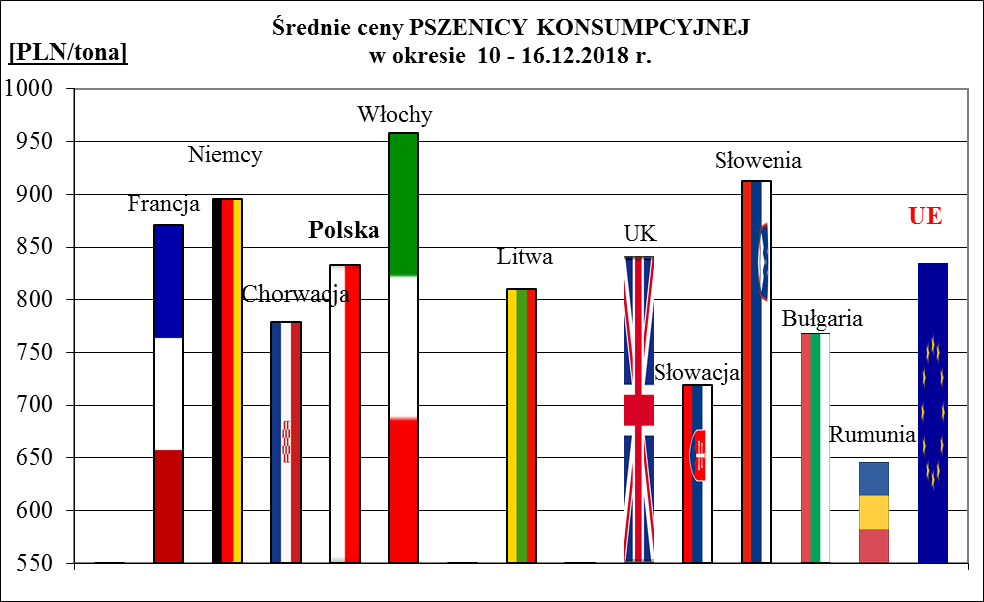 Średnie ceny PSZENICY KONSUMPCYJNEJ
w okresie 10 - 16.12.2018 r.
[PLN/tona]
1000
950
900
850
800
750
700
650
600
550
Francja
Niemcy
Chorwacja
Polska
Włochy
Litwa
UK
Słowacja
Słowenia
Bułgaria
Rumunia
UE